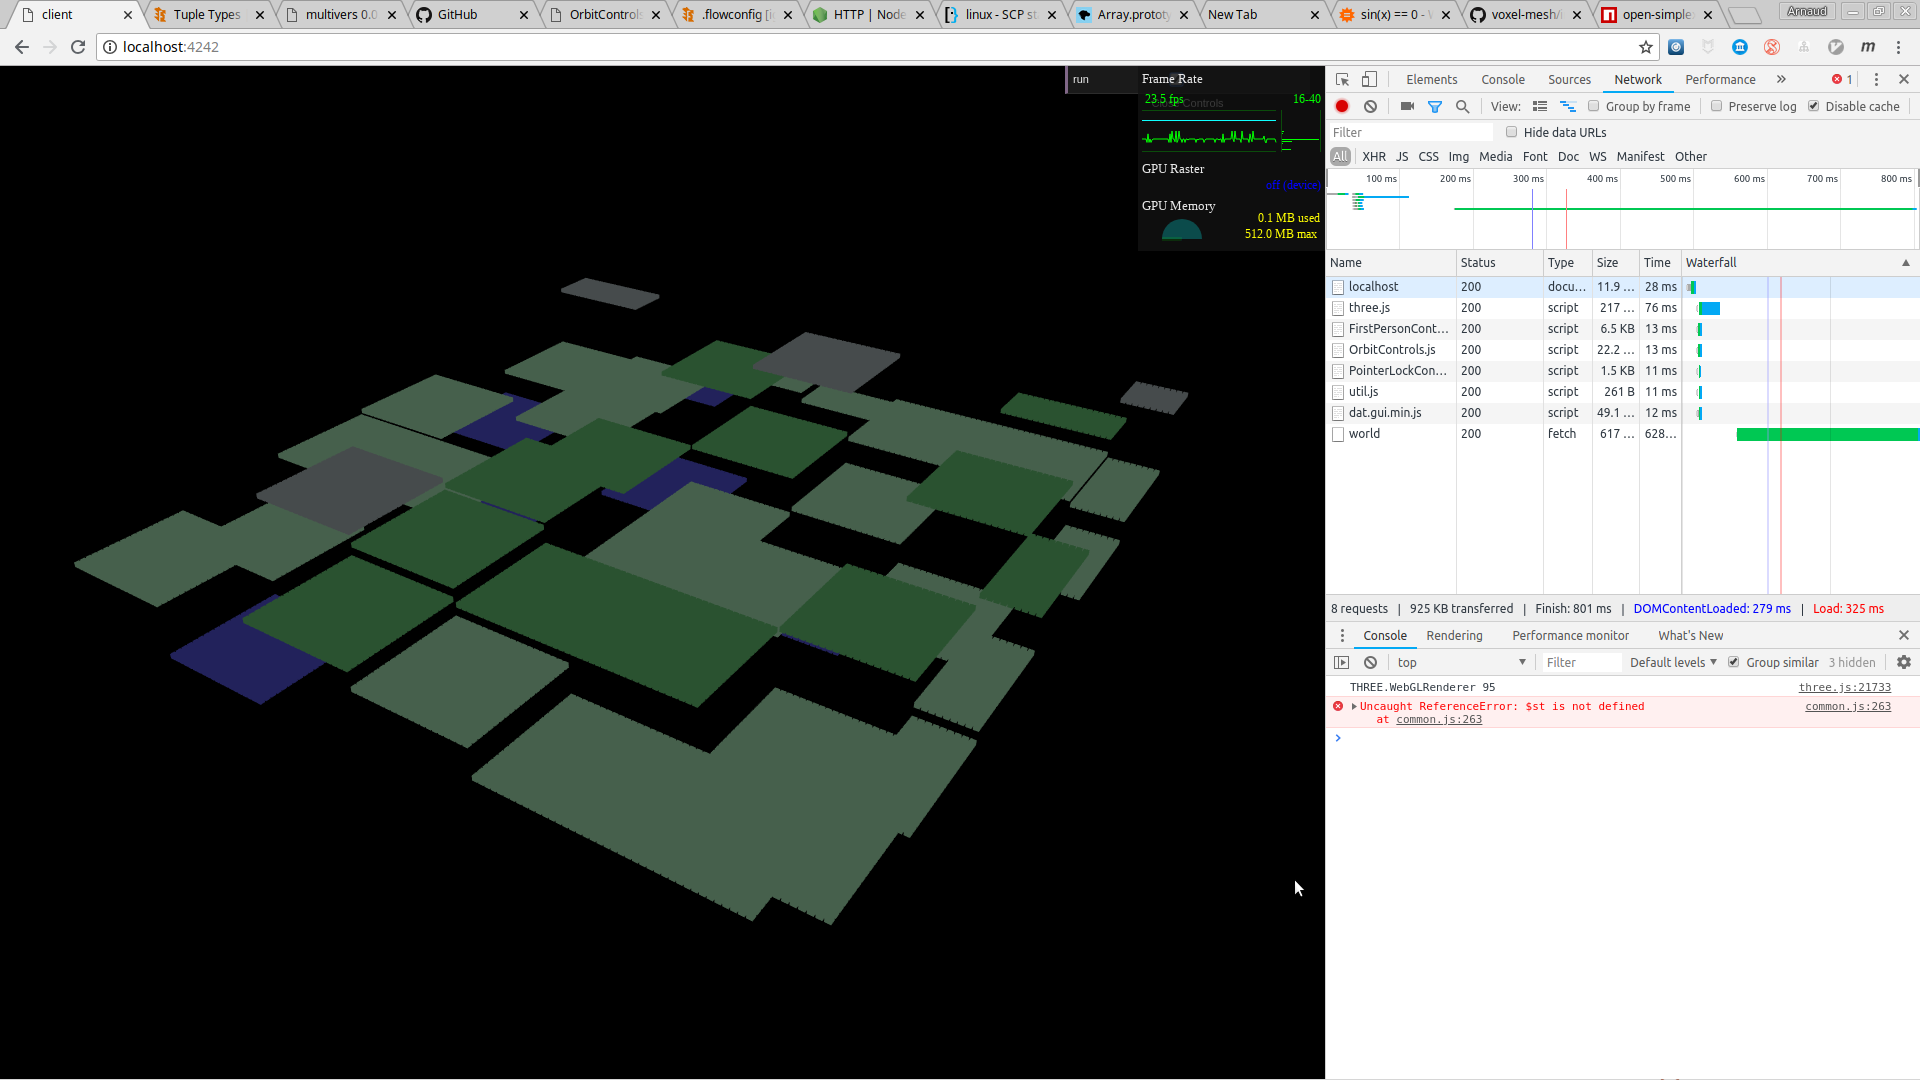 client
Tuple Types
multivers 0.0
GitHub
OrbitControl
.flowconfig [
HTTP | Node
linux - SCP st
Array.protot
New Tab
sin(x) == 0 -
voxel-mesh/
open-simple
Arnaud
localhost:4242
m
run
Frame Rate
23.5 fps
Controls
16-40
GPU Raster
off (device)
GPU Memory
0.1 MB used
512.0 MB max
Elements Console Sources Network Performance » 1
View: Group by frame Preserve log Disable cache
Filter Hide data URLs
All XHR JS CSS Img Media Font Doc WS Manifest Other
100 ms 200 ms 300 ms 400 ms 500 ms 600 ms 700 ms 800 ms
Name Status Type Size Time Waterfall
localhost 200 docu... 11.9 ... 28 ms
three.js 200 script 217 ... 76 ms
FirstPersonCont... 200 script 6.5 KB 13 ms
OrbitControls.js 200 script 22.2 ... 13 ms
PointerLockCon... 200 script 1.5 KB 11 ms
util.js 200 script 261 B 11 ms
dat.gui.min.js 200 script 49.1 ... 12 ms
world 200 fetch 617 ... 628...
8 requests | 925 KB transferred | Finish: 801 ms | DOMContentLoaded: 279 ms | Load: 325 ms
Console Rendering Performance monitor What's New
top Filter Default levels Group similar 3 hidden
THREE.WebGLRenderer 95 three.js:21733
Uncaught ReferenceError: $st is not defined common.js:263
at common.js:263